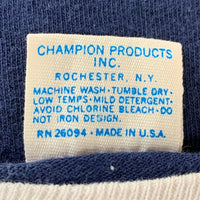 CHAMPION PRODUCTS
INC.
ROCHESTER, N.Y.
MACHINE WASH · TUMBLE DRY ·
LOW TEMPS · MILD DETERGENT ·
AVOID CHLORINE BLEACH · DO
NOT IRON DESIGN.
RN 26094 · MADE IN U.S.A.